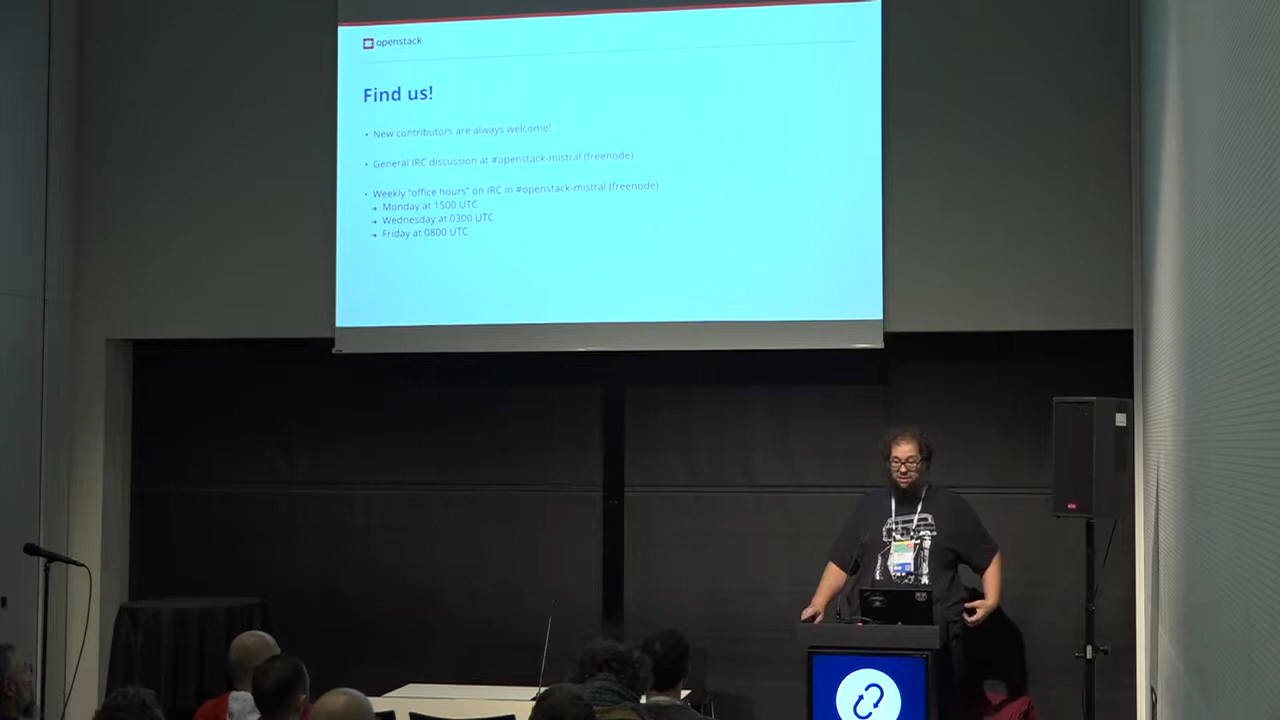 openstack
Find us!
• New contributors are always welcome!
• General IRC discussion at #openstack-mistral (freenode)
• Weekly "office hours" on IRC in #openstack-mistral (freenode)
→ Monday at 1500 UTC
→ Wednesday at 0300 UTC
→ Friday at 0800 UTC